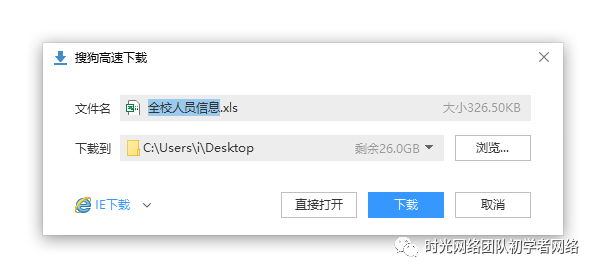 搜狗高速下载
文件名 全校人员信息.xls 大小326.50KB
下载到 C:\Users\i\Desktop 剩余26.0GB 浏览...
IE下载 直接打开 下载 取消
时光网络团队初学者网络